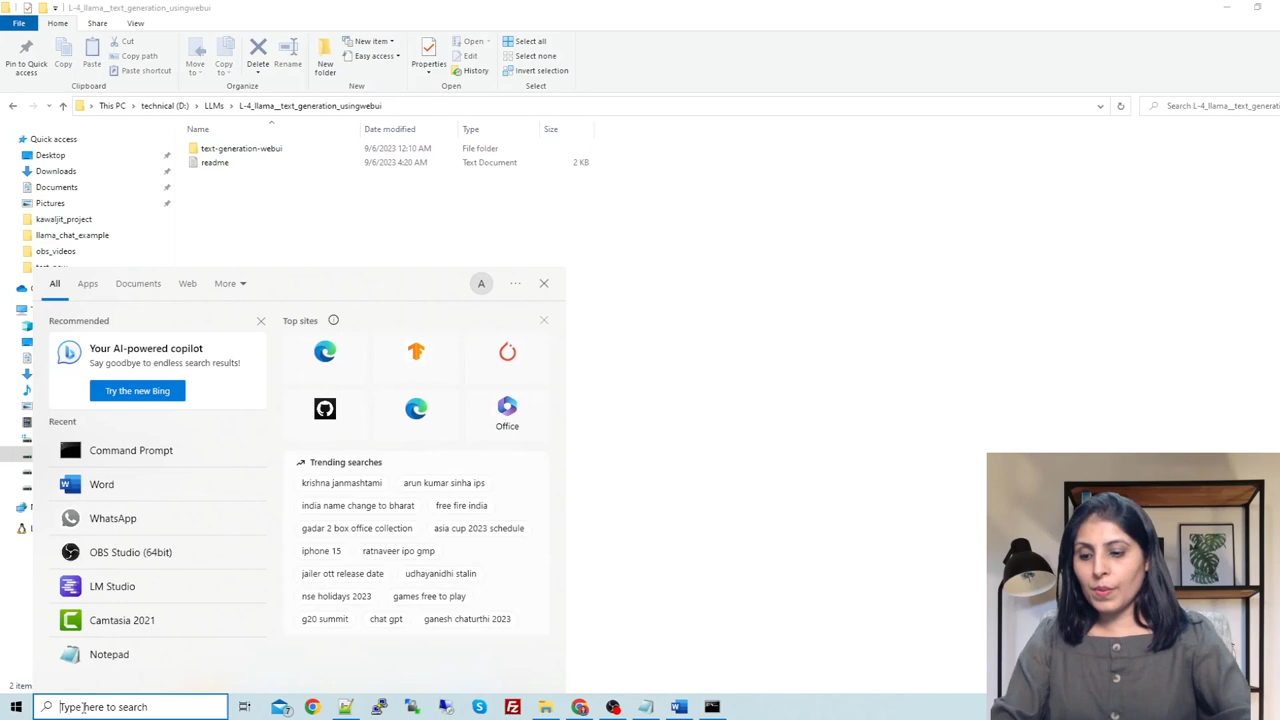 L-4_llama__text_generation_usingwebui
File
Home
Share
View
Pin to Quick access
Copy
Paste
Cut
Copy path
Paste shortcut
Move to
Copy to
Delete
Rename
New folder
New item
Easy access
Properties
Open
Edit
History
Select all
Select none
Invert selection
Clipboard
Organize
New
Open
Select
This PC
technical (D:)
LLMs
L-4_llama__text_generation_usingwebui
Search L-4_llama__text_generati
Name
Date modified
Type
Size
text-generation-webui
9/6/2023 12:10 AM
File folder
readme
9/6/2023 4:20 AM
Text Document
2 KB
Quick access
Desktop
Downloads
Documents
Pictures
kawaljit_project
llama_chat_example
obs_videos
All
Apps
Documents
Web
More
A
Recommended
Your AI-powered copilot
Say goodbye to endless search results!
Try the new Bing
Recent
Command Prompt
Word
WhatsApp
OBS Studio (64bit)
LM Studio
Camtasia 2021
Notepad
Top sites
Office
Trending searches
krishna janmashtami
arun kumar sinha ips
india name change to bharat
free fire india
gadar 2 box office collection
asia cup 2023 schedule
iphone 15
ratnaveer ipo gmp
jailer ott release date
udhayanidhi stalin
nse holidays 2023
games free to play
g20 summit
chat gpt
ganesh chaturthi 2023
2 item
Type here to search